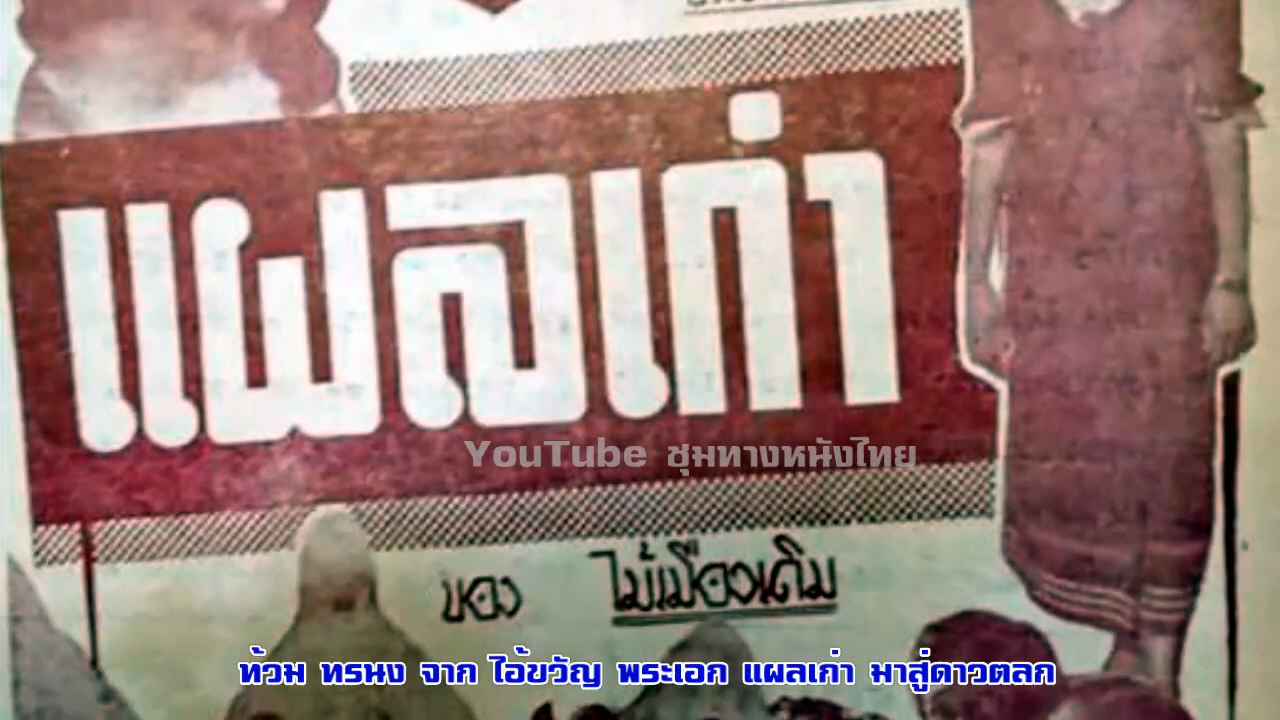 แผลเก่า
YouTube ชุมทางหนังไทย
ของ ไม้เมืองเดิม
ท้วม ทรนง จาก ไอ้ขวัญ พระเอก แผลเก่า มาสู่ดาวตลก